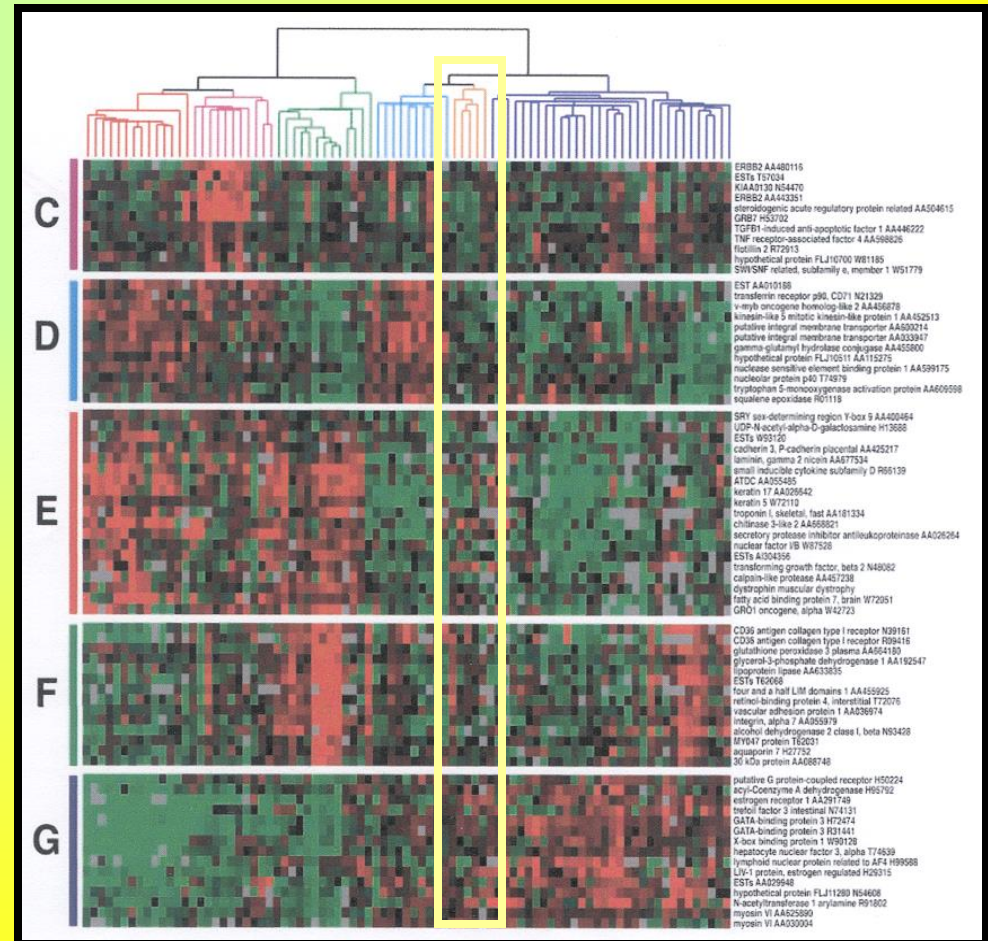 C
ERBB2 AA480116
ESTs T57034
KIAA0130 N54470
ERBB2 AA443351
steroidogenic acute regulatory protein related AA504615
GRB7 H53702
TGFB1-induced anti-apoptotic factor 1 AA446222
TNF receptor-associated factor 4 AA598826
flotillin 2 R72913
hypothetical protein FLJ10700 W81185
SWI/SNF related, subfamily e, member 1 W51779
D
EST AA010188
transferrin receptor p90, CD71 N21329
v-myb oncogene homolog-like 2 AA456878
kinesin-like 5 mitotic kinesin-like protein 1 AA452513
putative integral membrane transporter AA500214
putative integral membrane transporter AA033947
gamma-glutamyl hydrolase conjugase AA455800
hypothetical protein FLJ10511 AA115275
nuclease sensitive element binding protein 1 AA599175
nucleolar protein p40 T74979
tryptophan 5-monooxygenase activation protein AA609598
squalene epoxidase R01118
E
SRY sex-determining region Y-box 9 AA400464
UDP-N-acetyl-alpha-D-galactosamine H13688
ESTs W93120
cadherin 3, P-cadherin placental AA425217
laminin, gamma 2 nicein AA677534
small inducible cytokine subfamily D R66139
ATDC AA055485
keratin 17 AA026642
keratin 5 W72110
troponin I, skeletal, fast AA181334
chitinase 3-like 2 AA668821
secretory protease inhibitor antileukoproteinase AA026264
nuclear factor I/B W87528
ESTs AI304356
transforming growth factor, beta 2 N48082
calpain-like protease AA457238
dystrophin muscular dystrophy
fatty acid binding protein 7, brain W72051
GRO1 oncogene, alpha W42723
F
CD36 antigen collagen type I receptor N39161
CD36 antigen collagen type I receptor R09416
glutathione peroxidase 3 plasma AA664180
glycerol-3-phosphate dehydrogenase 1 AA192547
lipoprotein lipase AA633835
ESTs T62068
four and a half LIM domains 1 AA455925
retinol-binding protein 4, interstitial T72076
vascular adhesion protein 1 AA036974
integrin, alpha 7 AA055979
alcohol dehydrogenase 2 class I, beta N93428
MY047 protein T62031
aquaporin 7 H27752
30 kDa protein AA088748
G
putative G protein-coupled receptor H50224
acyl-Coenzyme A dehydrogenase H95792
estrogen receptor 1 AA291749
trefoil factor 3 intestinal N74131
GATA-binding protein 3 H72474
GATA-binding protein 3 R31441
X-box binding protein 1 W90128
hepatocyte nuclear factor 3, alpha T74639
lymphoid nuclear protein related to AF4 H99588
LIV-1 protein, estrogen regulated H29315
ESTs AA029948
hypothetical protein FLJ11280 N54608
N-acetyltransferase 1 arylamine R91802
myosin VI AA625890
myosin VI AA030004